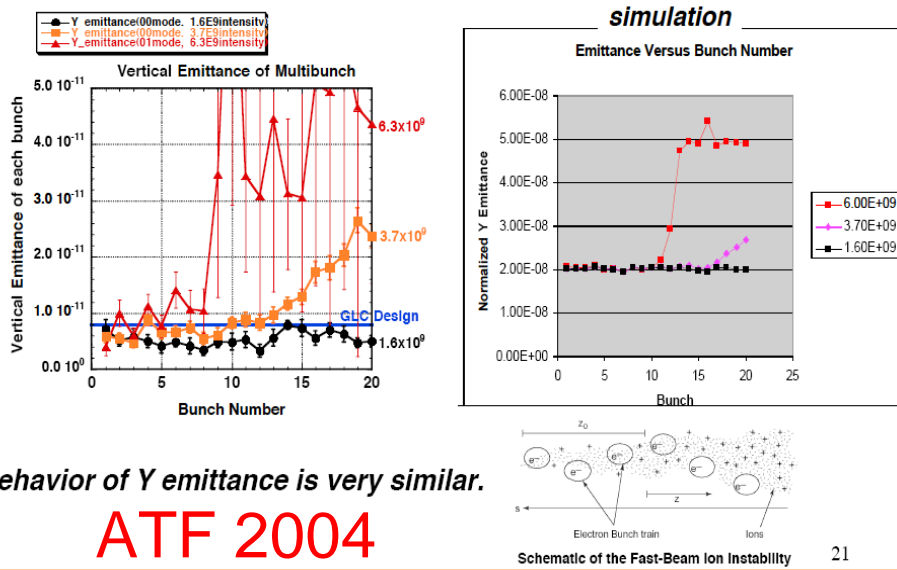 simulation
Y emittance(00mode, 1.6E9intensity)
Y emittance(00mode, 3.7E9intensity)
Y_emittance(01mode, 6.3E9intensity)
Vertical Emittance of Multibunch
Vertical Emittance of each bunch
5.0 10-11
4.0 10-11
3.0 10-11
2.0 10-11
1.0 10-11
0.0 100
0 5 10 15 20
Bunch Number
6.3x109
3.7x109
GLC Design
1.6x109
Emittance Versus Bunch Number
Normalized Y Emittance
6.00E-08
5.00E-08
4.00E-08
3.00E-08
2.00E-08
1.00E-08
0.00E+00
0 5 10 15 20 25
Bunch
6.00E+09
3.70E+09
1.60E+09
ehavior of Y emittance is very similar.
ATF 2004
z0
e- e- e- e- e- e-
z
s
Electron Bunch train
Ions
Schematic of the Fast-Beam Ion Instability
21